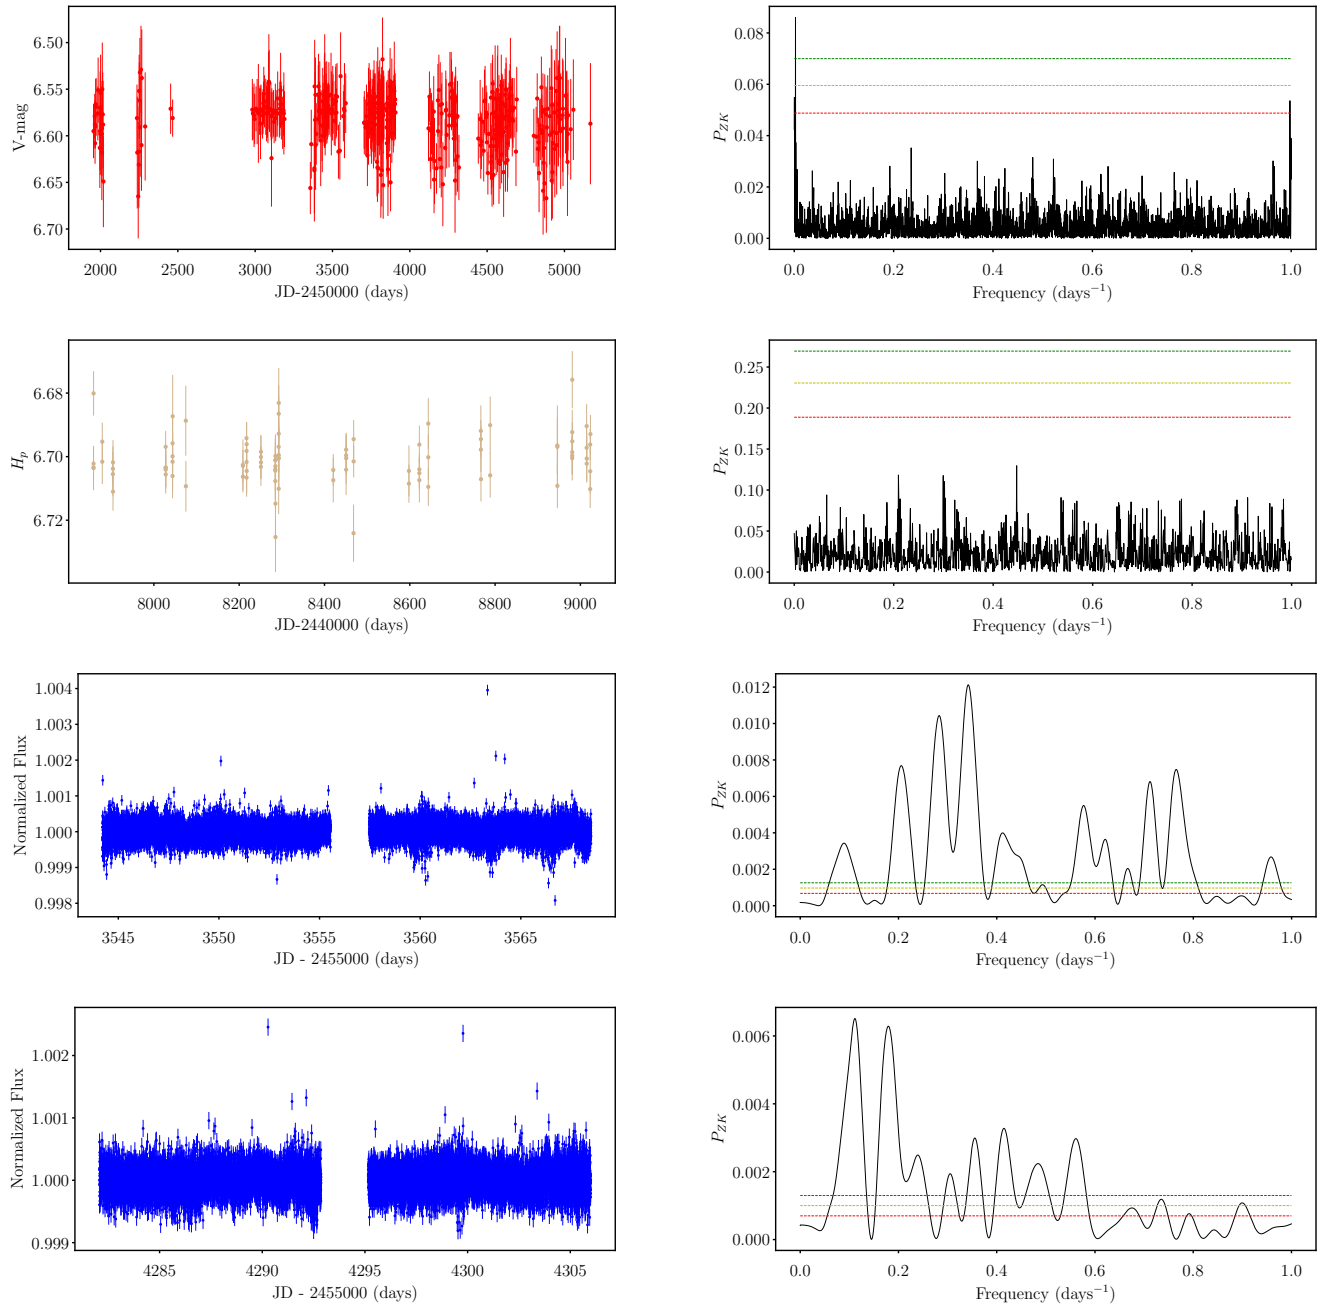 6.50
6.55
6.60
6.65
6.70
V-mag
2000 2500 3000 3500 4000 4500 5000
JD-2450000 (days)
0.08
0.06
0.04
0.02
0.00
P_ZK
0.0 0.2 0.4 0.6 0.8 1.0
Frequency (days⁻¹)
6.68
6.70
6.72
H_p
8000 8200 8400 8600 8800 9000
JD-2440000 (days)
0.25
0.20
0.15
0.10
0.05
0.00
P_ZK
0.0 0.2 0.4 0.6 0.8 1.0
Frequency (days⁻¹)
1.004
1.002
1.001
1.000
0.999
0.998
Normalized Flux
3545 3550 3555 3560 3565
JD - 2455000 (days)
0.012
0.010
0.008
0.006
0.004
0.002
0.000
P_ZK
0.0 0.2 0.4 0.6 0.8 1.0
Frequency (days⁻¹)
1.002
1.001
1.000
0.999
Normalized Flux
4285 4290 4295 4300 4305
JD - 2455000 (days)
0.006
0.004
0.002
0.000
P_ZK
0.0 0.2 0.4 0.6 0.8 1.0
Frequency (days⁻¹)